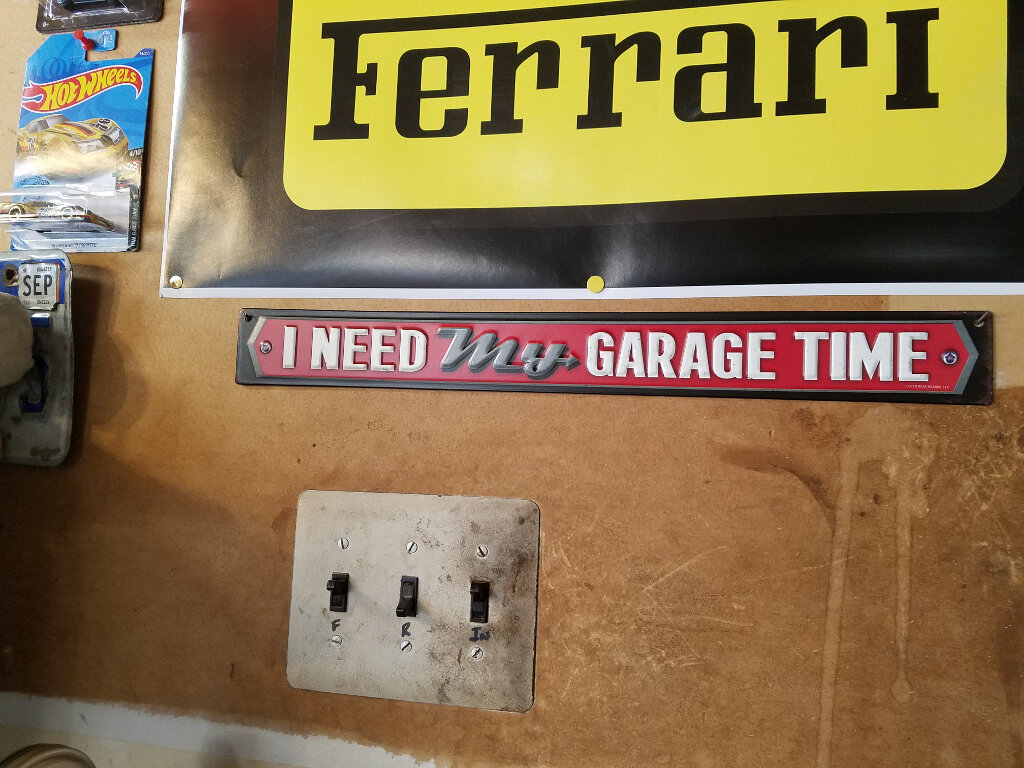 Ferrari
HOT WHEELS
SEP
I NEED My GARAGE TIME
F R IN